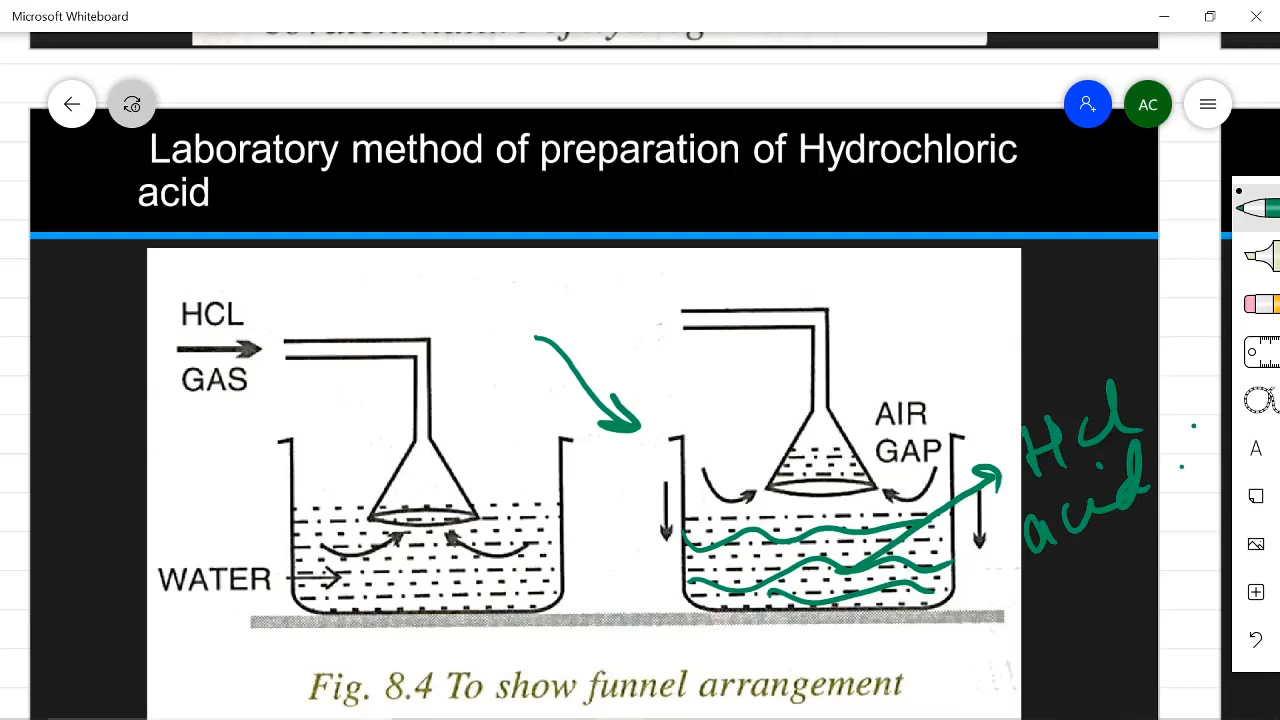 Microsoft Whiteboard
AC
Laboratory method of preparation of Hydrochloric
acid
HCL
GAS
WATER
AIR
GAP
Hcl
acid
A
Fig. 8.4 To show funnel arrangement